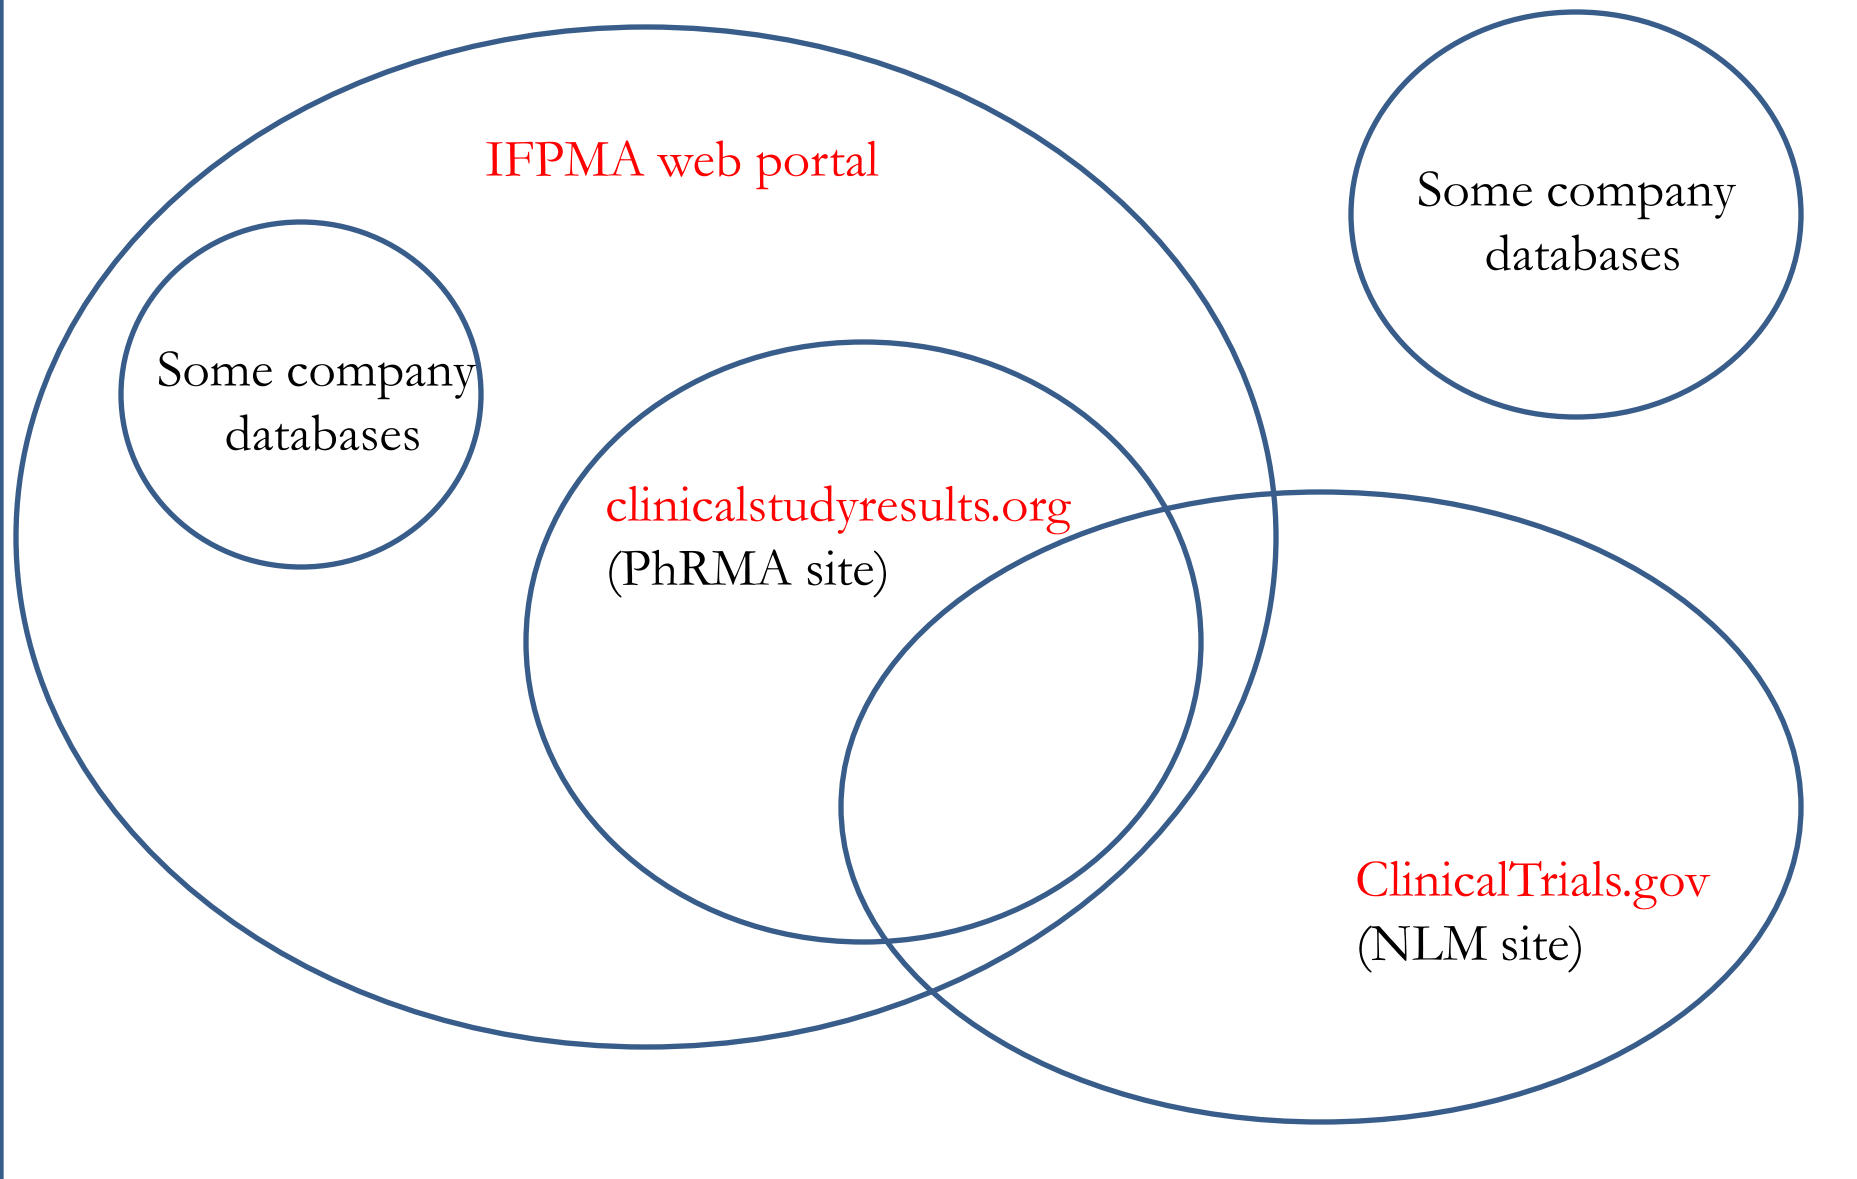 IFPMA web portal
Some company
databases
Some company
databases
clinicalstudyresults.org
(PhRMA site)
ClinicalTrials.gov
(NLM site)